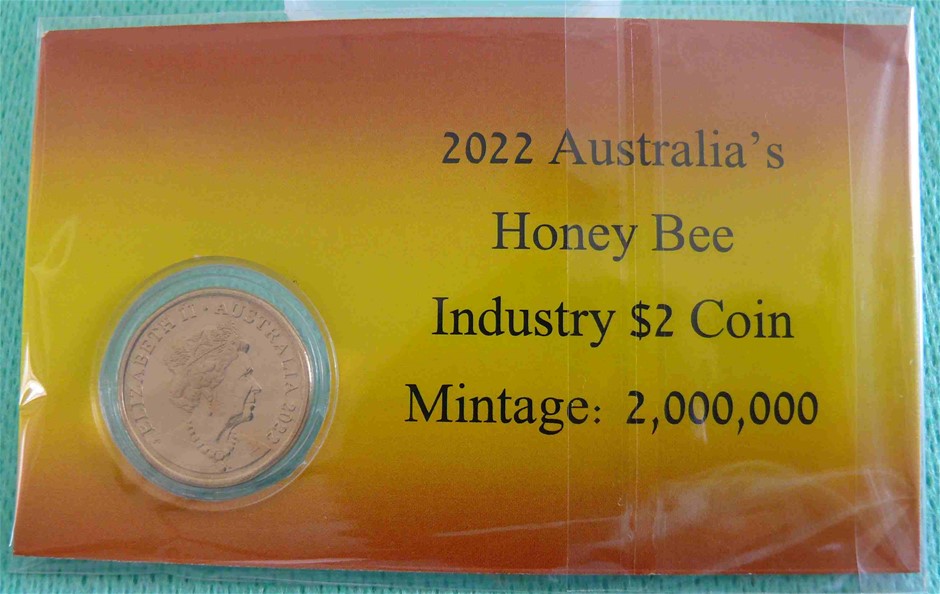 2022 Australia's
Honey Bee
Industry $2 Coin
Mintage: 2,000,000
ELIZABETH II · AUSTRALIA 2022